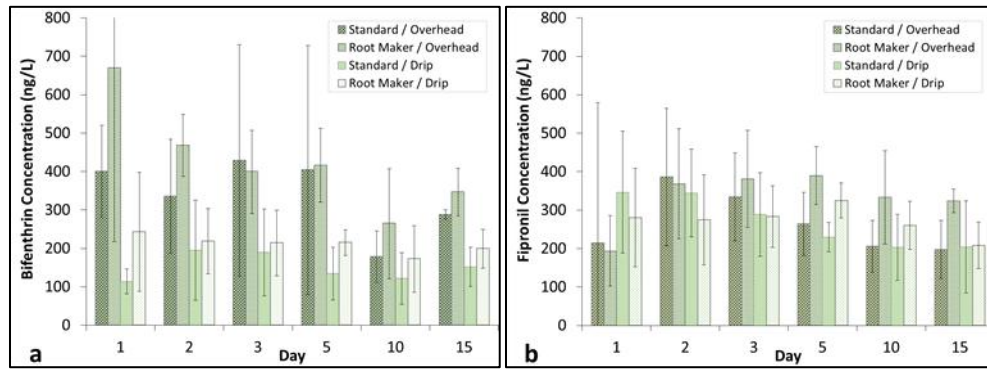 Bifenthrin Concentration (ng/L)
800
700
600
500
400
300
200
100
0
Standard / Overhead
Root Maker / Overhead
Standard / Drip
Root Maker / Drip
1 2 3 5 10 15
a
Day
Fipronil Concentration (ng/L)
800
700
600
500
400
300
200
100
0
Standard / Overhead
Root Maker / Overhead
Standard / Drip
Root Maker / Drip
1 2 3 5 10 15
b
Day